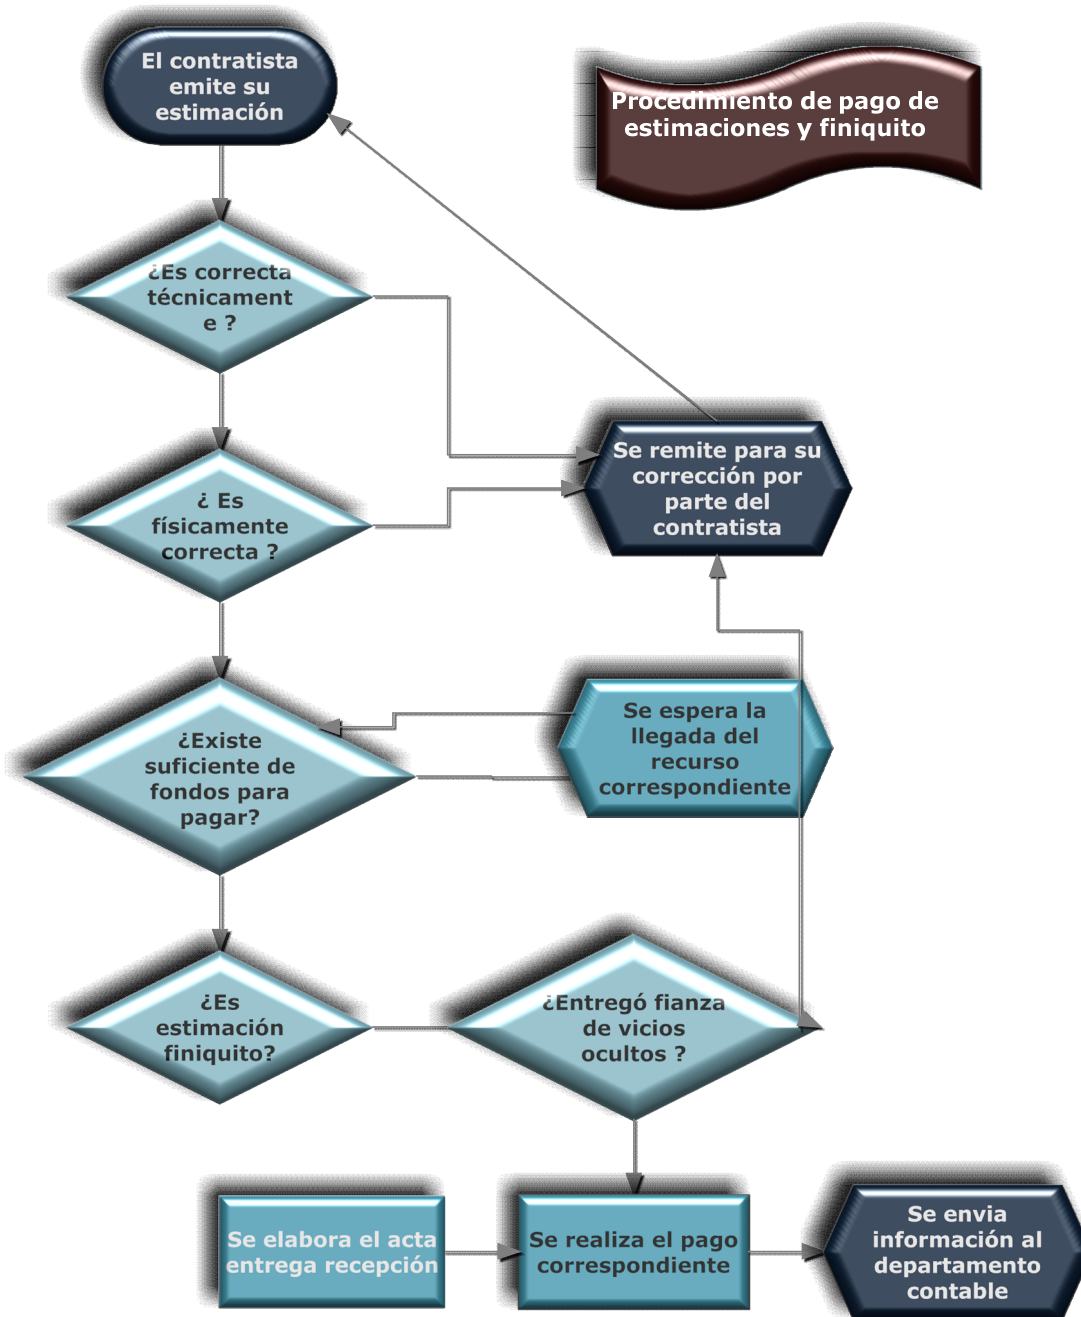 El contratista
emite su
estimación
Procedimiento de pago de
estimaciones y finiquito
¿Es correcta
técnicament
e ?
Se remite para su
corrección por
parte del
contratista
¿ Es
físicamente
correcta ?
Se espera la
llegada del
recurso
correspondiente
¿Existe
suficiente de
fondos para
pagar?
¿Es
estimación
finiquito?
¿Entregó fianza
de vicios
ocultos ?
Se elabora el acta
entrega recepción
Se realiza el pago
correspondiente
Se envia
información al
departamento
contable